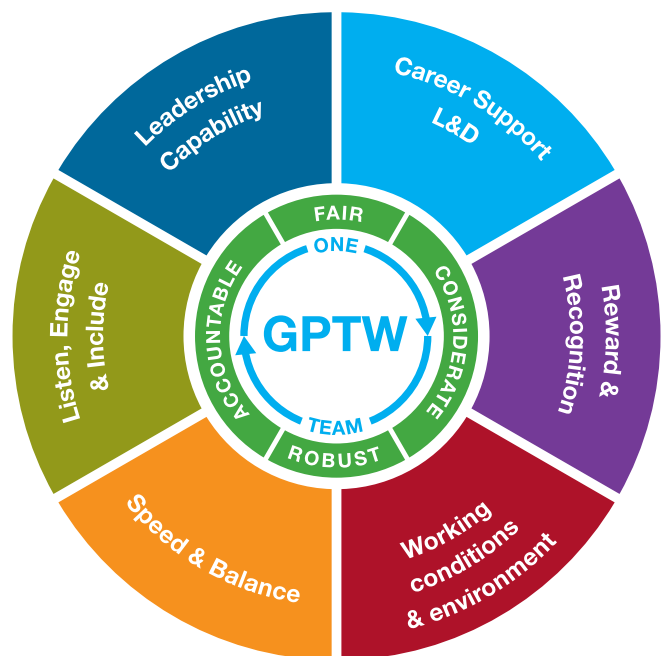 Leadership
Capability
Career Support
L&D
Reward &
Recognition
Working
conditions
& environment
Speed & Balance
Listen, Engage
& Include
FAIR
CONSIDERATE
ROBUST
ACCOUNTABLE
ONE
GPTW
TEAM